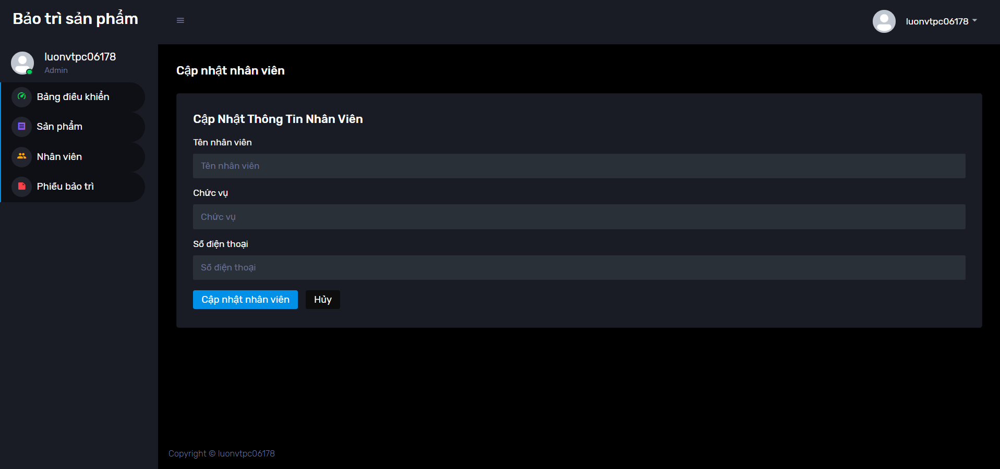 Bảo trì sản phẩm
luonvtpc06178
luonvtpc06178
Admin
Bảng điều khiển
Sản phẩm
Nhân viên
Phiếu bảo trì
Cập nhật nhân viên
Cập Nhật Thông Tin Nhân Viên
Tên nhân viên
Tên nhân viên
Chức vụ
Chức vụ
Số điện thoại
Số điện thoại
Cập nhật nhân viên
Hủy
Copyright © luonvtpc06178